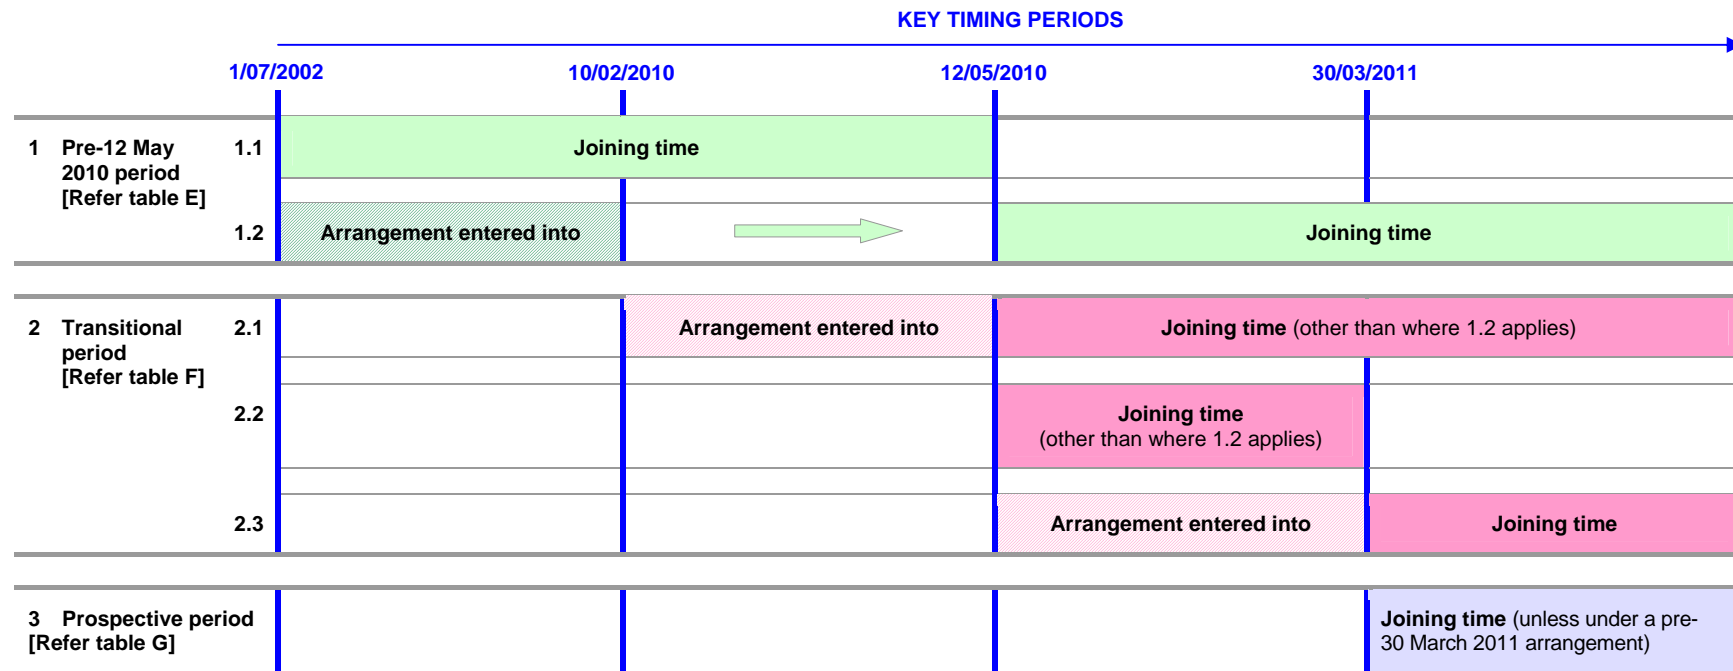 KEY TIMING PERIODS
1/07/2002 10/02/2010 12/05/2010 30/03/2011
1 Pre-12 May 1.1 Joining time
2010 period
[Refer table E]
1.2 Arrangement entered into Joining time
2 Transitional 2.1 Arrangement entered into Joining time (other than where 1.2 applies)
period
[Refer table F]
2.2 Joining time
(other than where 1.2 applies)
2.3 Arrangement entered into Joining time
3 Prospective period Joining time (unless under a pre-
[Refer table G] 30 March 2011 arrangement)